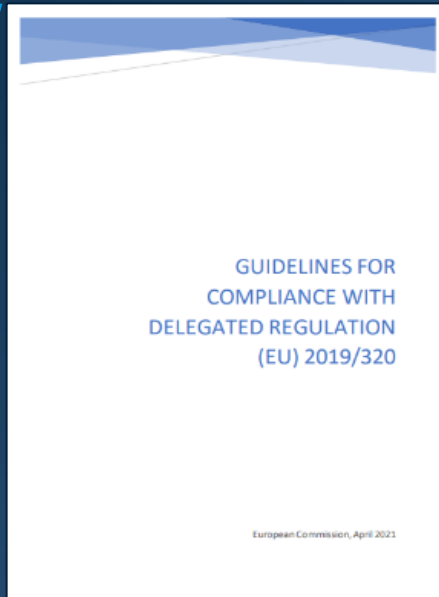 GUIDELINES FOR
COMPLIANCE WITH
DELEGATED REGULATION
(EU) 2019/320
European Commission, April 2021